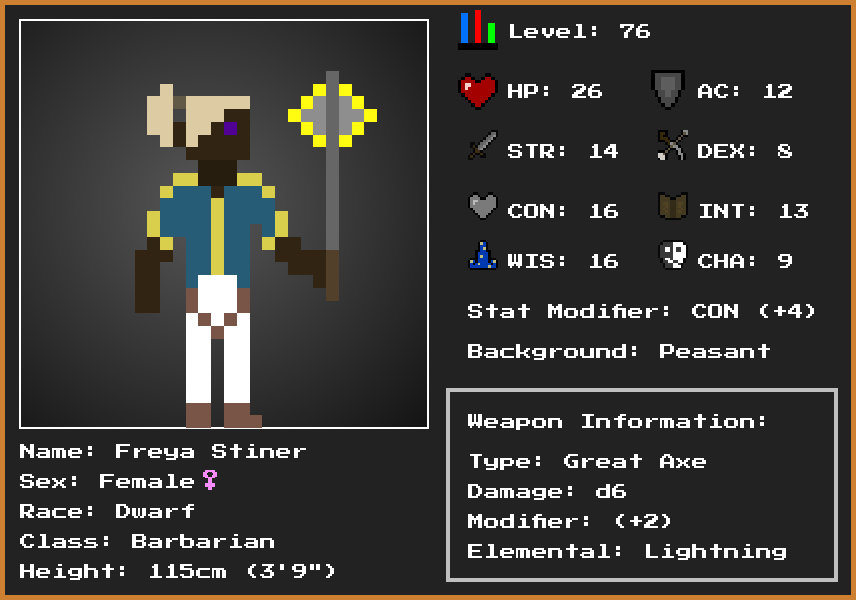 Level: 76
HP: 26
AC: 12
STR: 14
DEX: 8
CON: 16
INT: 13
WIS: 16
CHA: 9
Stat Modifier: CON (+4)
Background: Peasant
Weapon Information:
Type: Great Axe
Damage: d6
Modifier: (+2)
Elemental: Lightning
Name: Freya Stiner
Sex: Female♀
Race: Dwarf
Class: Barbarian
Height: 115cm (3'9")